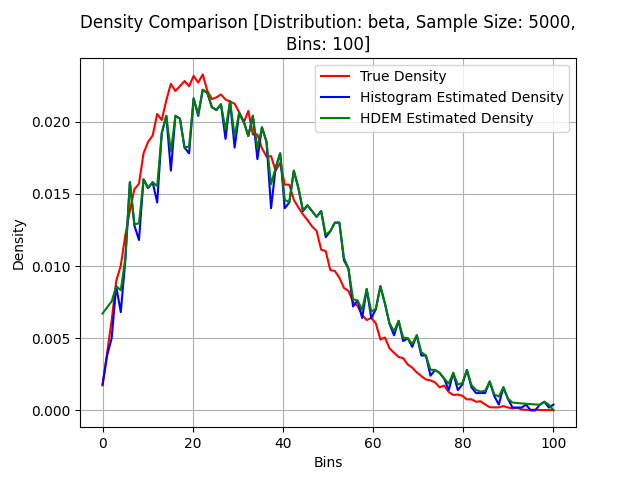 Density Comparison [Distribution: beta, Sample Size: 5000,
Bins: 100]
True Density
Histogram Estimated Density
HDEM Estimated Density
Density
0.020
0.015
0.010
0.005
0.000
0
20
40
60
80
100
Bins